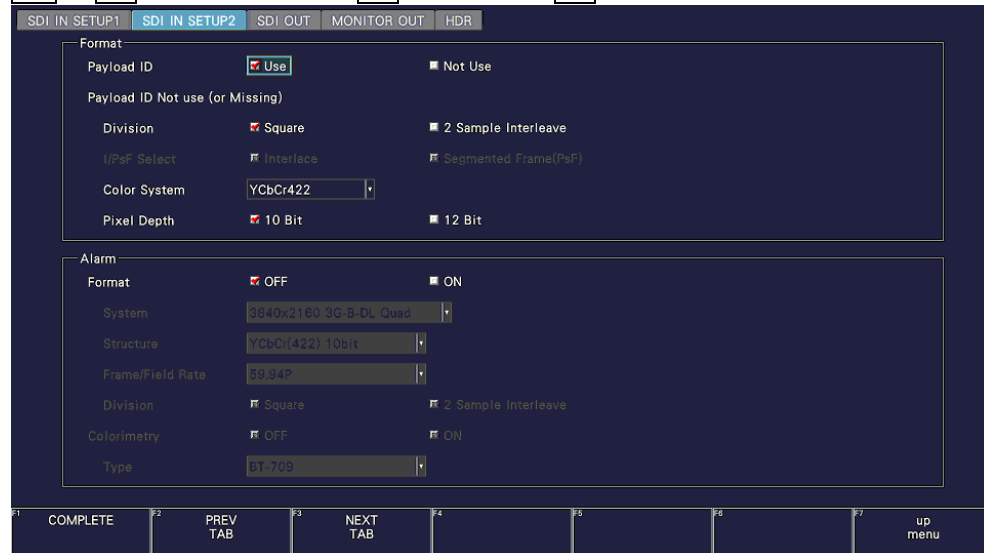 SDI IN SETUP1 SDI IN SETUP2 SDI OUT MONITOR OUT HDR
Format
Payload ID Use Not Use
Payload ID Not use (or Missing)
Division Square 2 Sample Interleave
I/PsF Select Interlace Segmented Frame(PsF)
Color System YCbCr422
Pixel Depth 10 Bit 12 Bit
Alarm
Format OFF ON
System 3840x2160 3G-B-DL Quad
Structure YCbCr(422) 10bit
Frame/Field Rate 59.94P
Division Square 2 Sample Interleave
Colorimetry OFF ON
Type BT-709
F1 COMPLETE F2 PREV TAB F3 NEXT TAB F4 F5 F6 F7 up menu